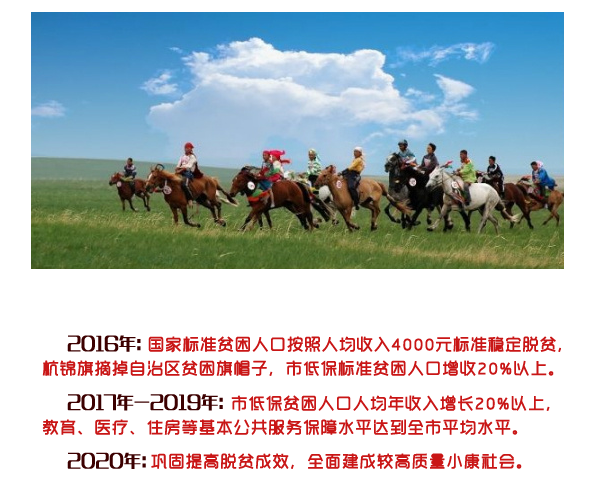 2016年：国家标准贫困人口按照人均收入4000元标准稳定脱贫，
杭锦旗摘掉自治区贫困旗帽子，市低保标准贫困人口增收20%以上。
2017年—2019年：市低保贫困人口人均年收入增长20%以上，
教育、医疗、住房等基本公共服务保障水平达到全市平均水平。
2020年：巩固提高脱贫成效，全面建成较高质量小康社会。